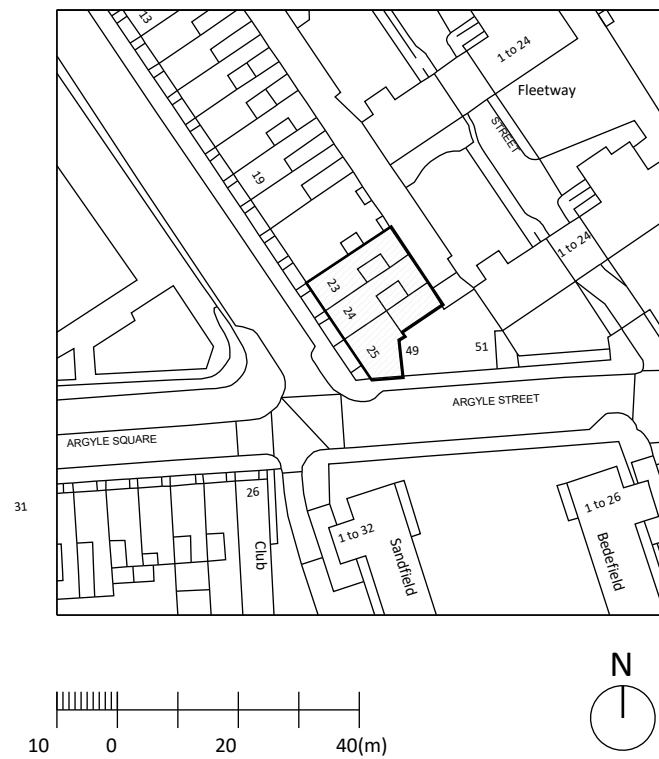 13
1 to 24
Fleetway
STREET
19
1 to 24
23
24
25
49
51
ARGYLE STREET
ARGYLE SQUARE
26
31
1 to 32
1 to 26
Club
Sandfield
Bedefield
N
10 0 20 40(m)